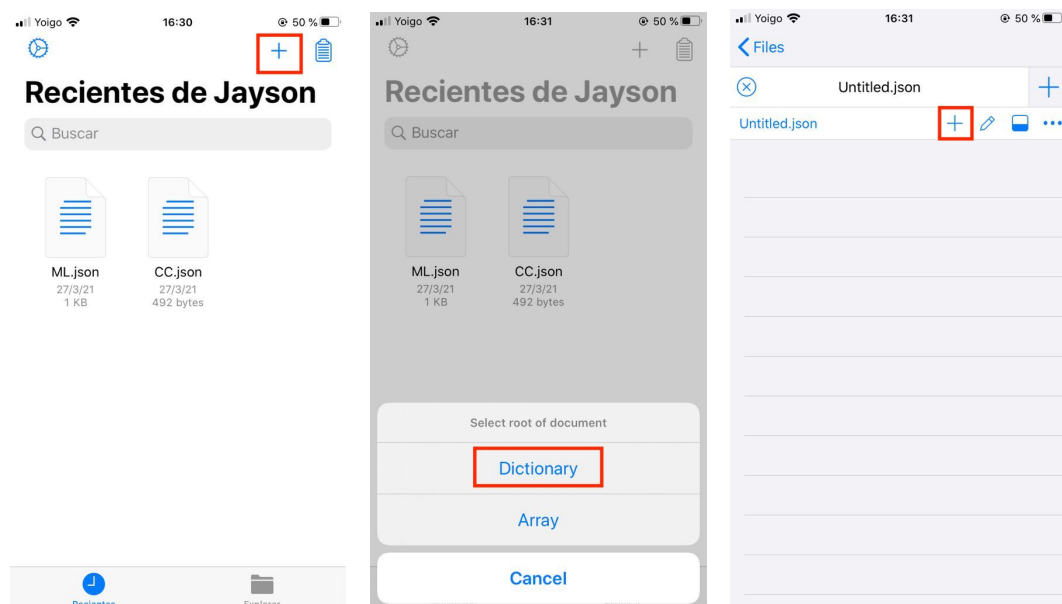 Yoigo 16:30 50 %
Recientes de Jayson
Buscar
ML.json CC.json
27/3/21 27/3/21
1 KB 492 bytes
Recientes Explorar
Yoigo 16:31 50 %
Recientes de Jayson
Buscar
ML.json CC.json
27/3/21 27/3/21
1 KB 492 bytes
Select root of document
Dictionary
Array
Cancel
Yoigo 16:31 50 %
Files
Untitled.json
Untitled.json